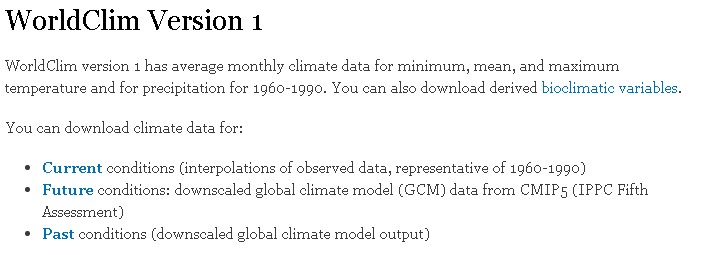 WorldClim Version 1
WorldClim version 1 has average monthly climate data for minimum, mean, and maximum
temperature and for precipitation for 1960-1990. You can also download derived bioclimatic variables.
You can download climate data for:
• Current conditions (interpolations of observed data, representative of 1960-1990)
• Future conditions: downscaled global climate model (GCM) data from CMIP5 (IPPC Fifth
Assessment)
• Past conditions (downscaled global climate model output)